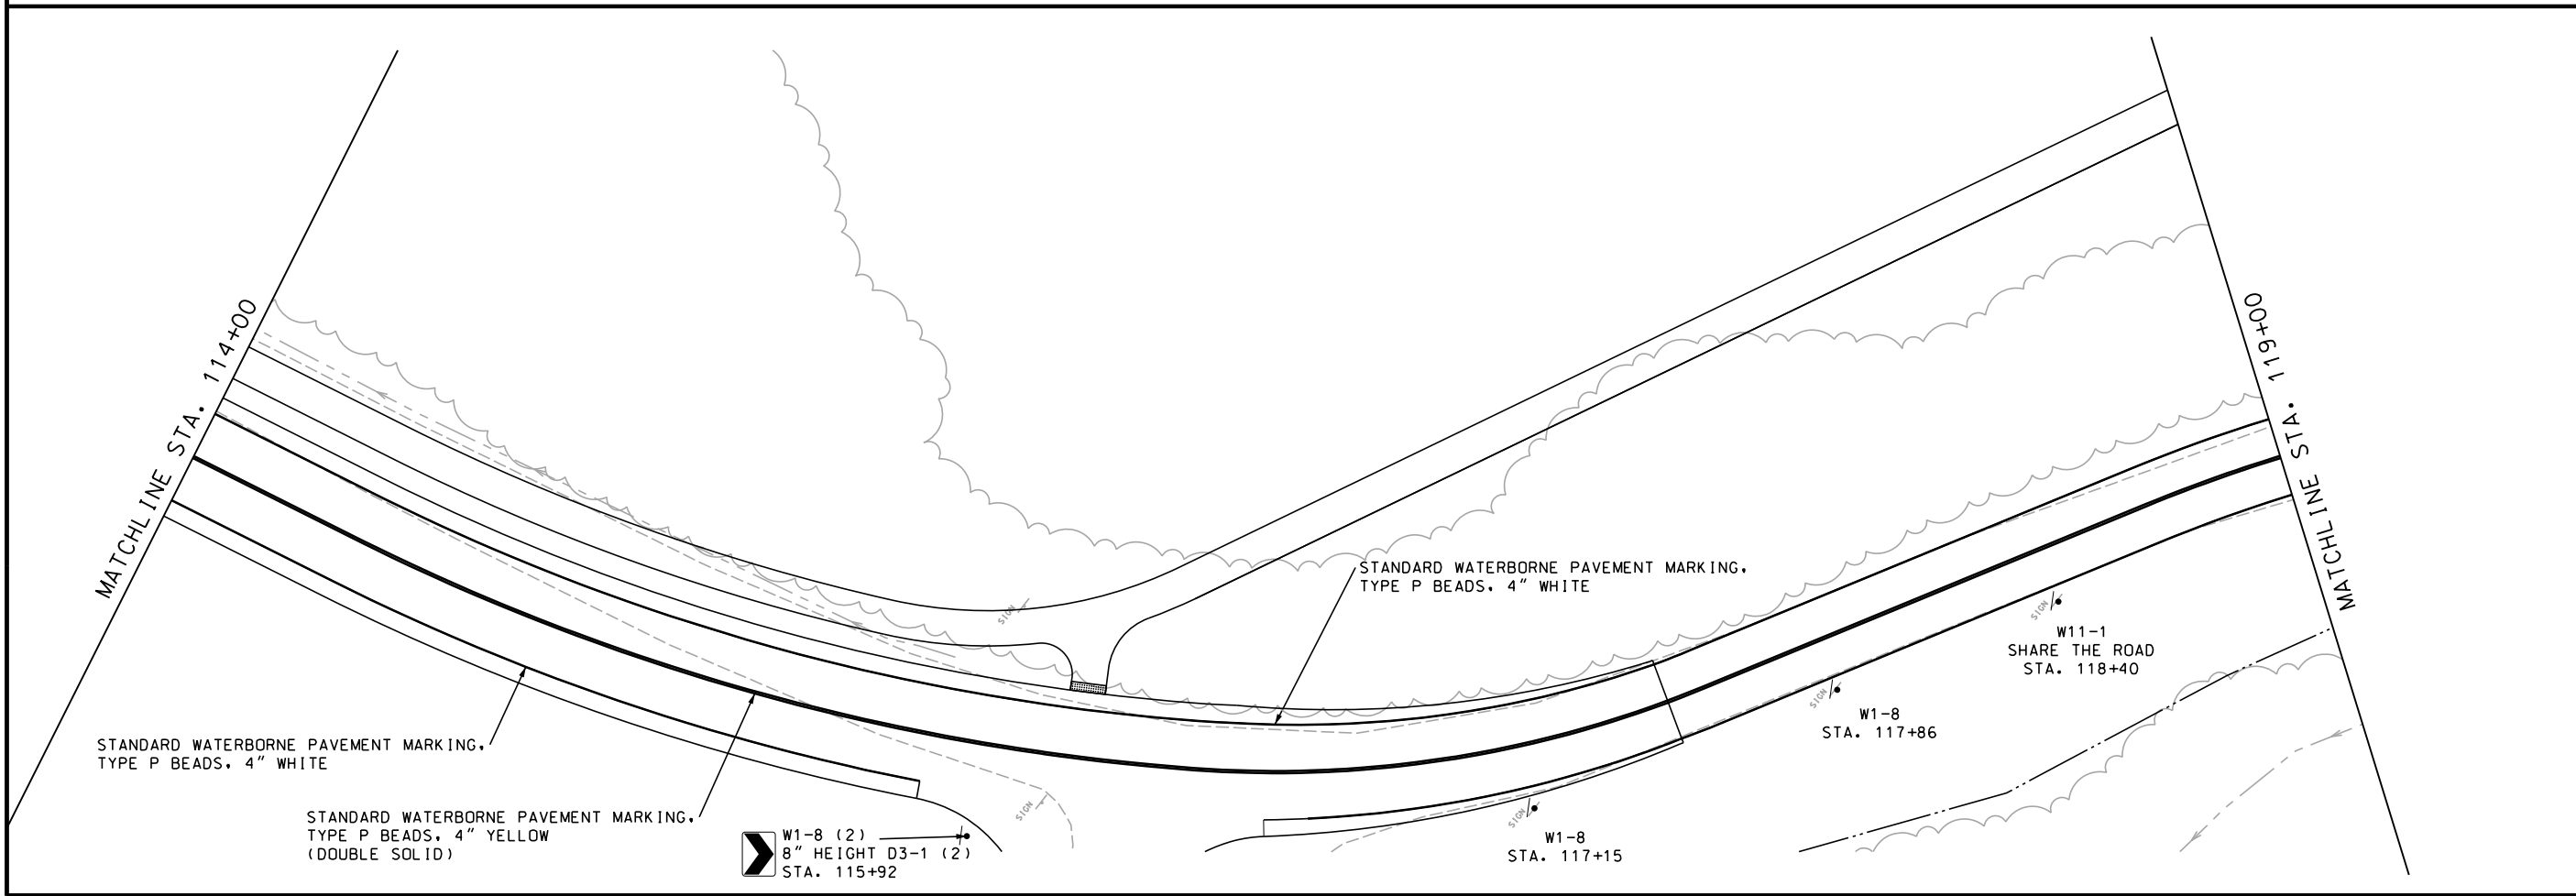 MATCHLINE STA. 114+00
MATCHLINE STA. 119+00
SIGN
STANDARD WATERBORNE PAVEMENT MARKING,
TYPE P BEADS, 4" WHITE
SIGN
W11-1
SHARE THE ROAD
STA. 118+40
SIGN
W1-8
STA. 117+86
STANDARD WATERBORNE PAVEMENT MARKING,
TYPE P BEADS, 4" WHITE
STANDARD WATERBORNE PAVEMENT MARKING,
TYPE P BEADS, 4" YELLOW
(DOUBLE SOLID)
SIGN
W1-8 (2)
8" HEIGHT D3-1 (2)
STA. 115+92
SIGN
W1-8
STA. 117+15